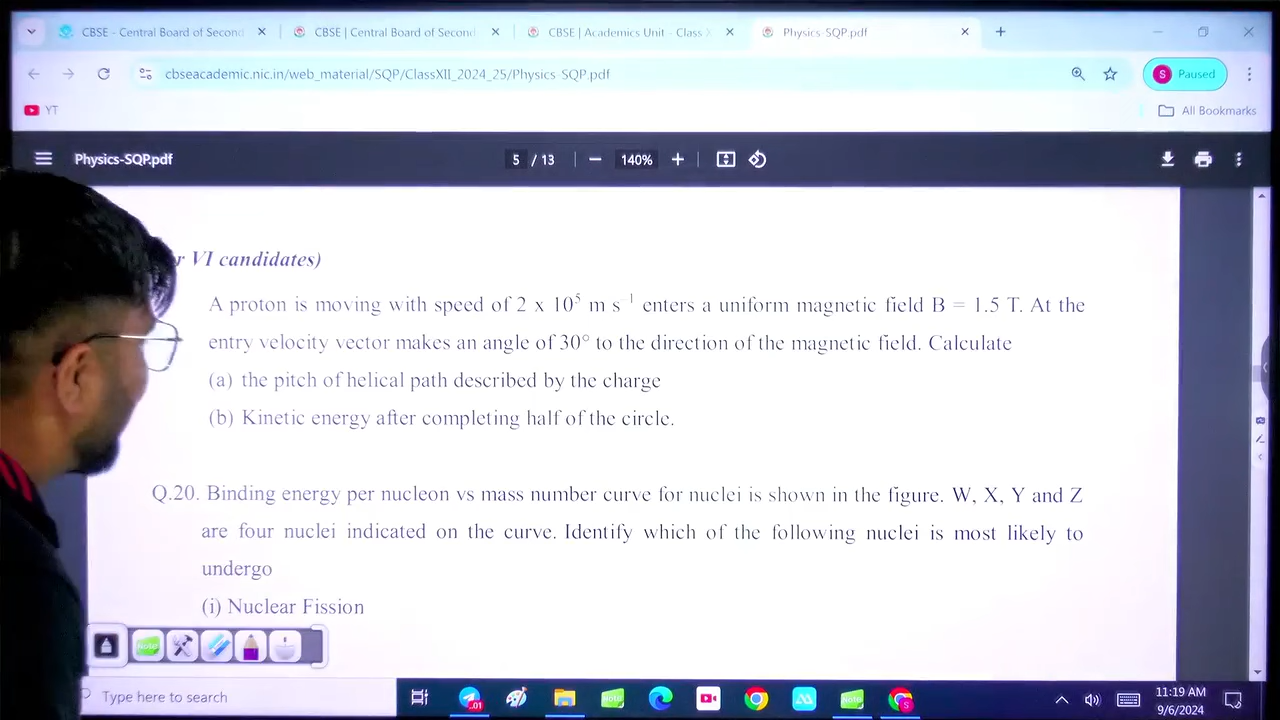 CBSE - Central Board of Second
CBSE | Central Board of Second
CBSE | Academics Unit - Class X
Physics-SQP.pdf
cbseacademic.nic.in/web_material/SQP/ClassXII_2024_25/Physics-SQP.pdf
S Paused
YT
All Bookmarks
Physics-SQP.pdf
5 / 13
140%
r VI candidates)
A proton is moving with speed of 2 x 10⁵ m s⁻¹ enters a uniform magnetic field B = 1.5 T. At the
entry velocity vector makes an angle of 30° to the direction of the magnetic field. Calculate
(a) the pitch of helical path described by the charge
(b) Kinetic energy after completing half of the circle.
Q.20. Binding energy per nucleon vs mass number curve for nuclei is shown in the figure. W, X, Y and Z
are four nuclei indicated on the curve. Identify which of the following nuclei is most likely to
undergo
(i) Nuclear Fission
Note
Type here to search
.01
Note
Note
S
11:19 AM
9/6/2024